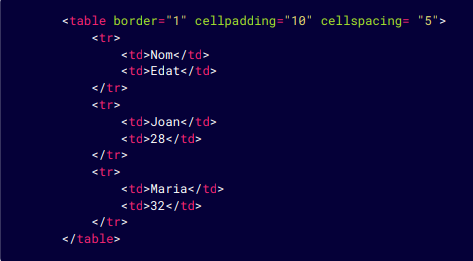 <table border="1" cellpadding="10" cellspacing= "5">
<tr>
<td>Nom</td>
<td>Edat</td>
</tr>
<tr>
<td>Joan</td>
<td>28</td>
</tr>
<tr>
<td>Maria</td>
<td>32</td>
</tr>
</table>